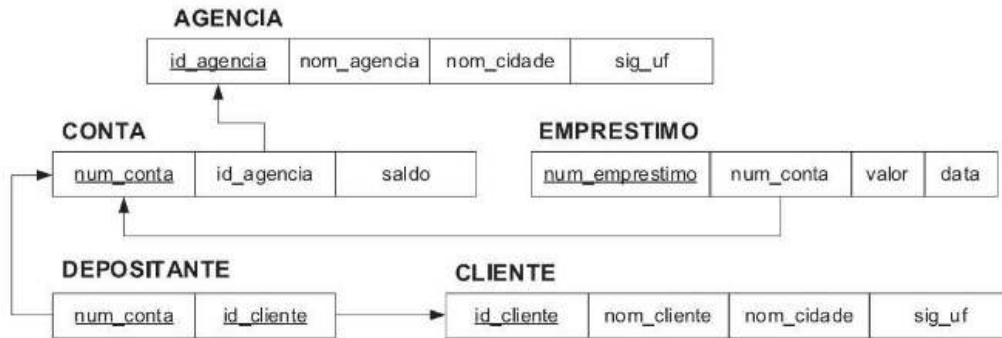 AGENCIA
id_agencia nom_agencia nom_cidade sig_uf
CONTA EMPRESTIMO
num_conta id_agencia saldo num_emprestimo num_conta valor data
DEPOSITANTE CLIENTE
num_conta id_cliente id_cliente nom_cliente nom_cidade sig_uf